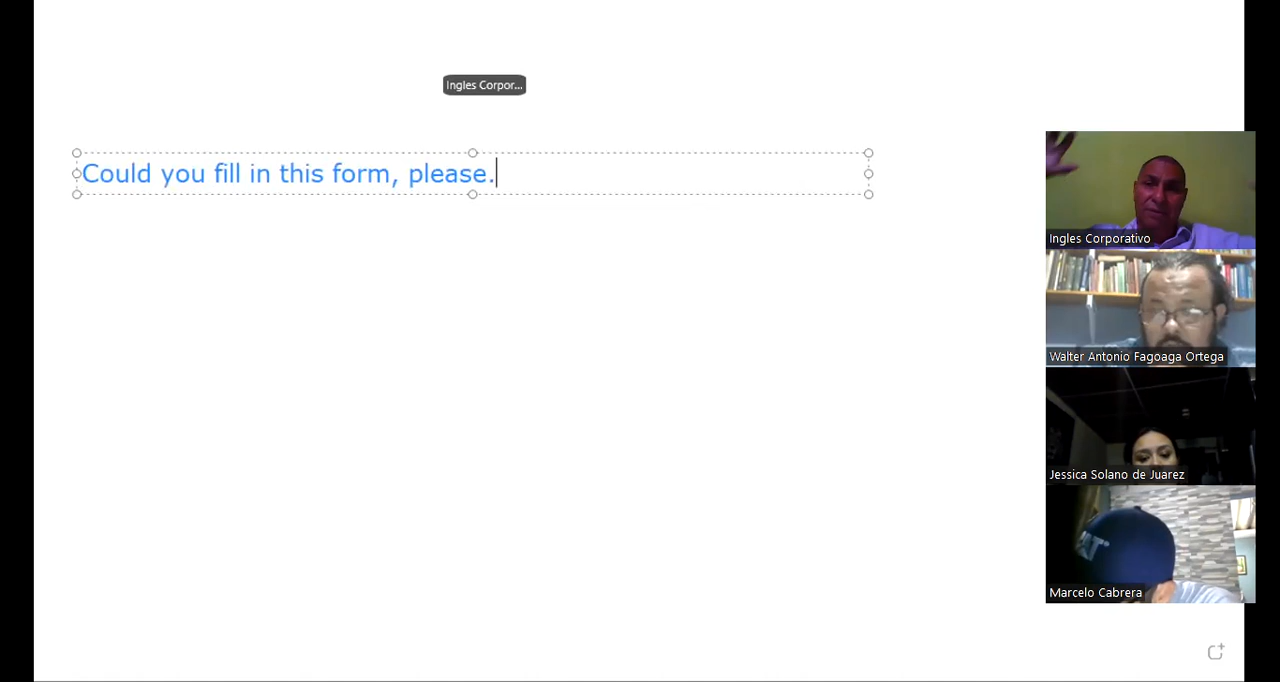 Ingles Corpor...
Could you fill in this form, please.
Ingles Corporativo
Walter Antonio Fagoaga Ortega
Jessica Solano de Juarez
Marcelo Cabrera